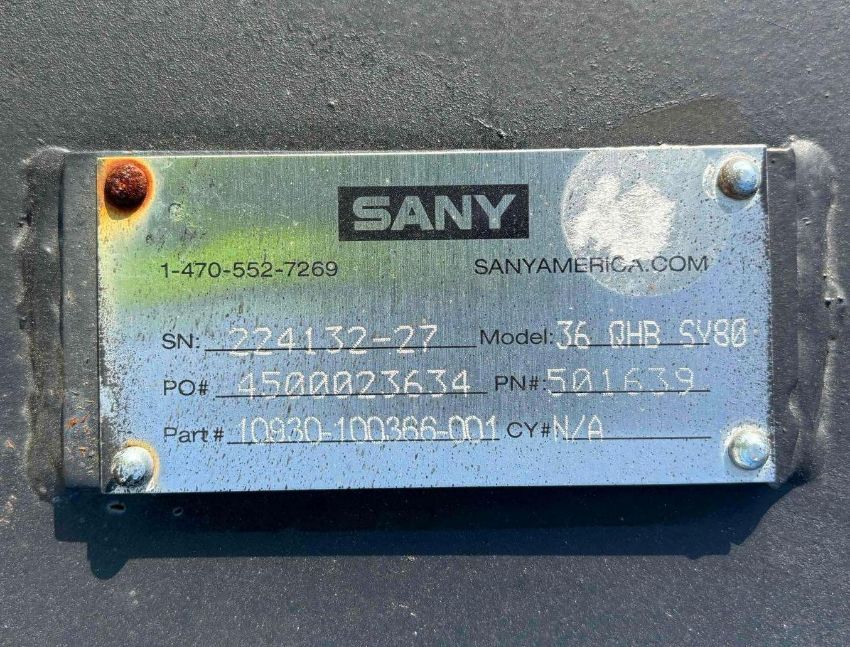 SANY
1-470-552-7269 SANYAMERICA.COM
SN: 224132-27 Model: 36 QHB SY80
PO# 4500023634 PN#: 501639
Part # 10930-100366-001 CY# N/A